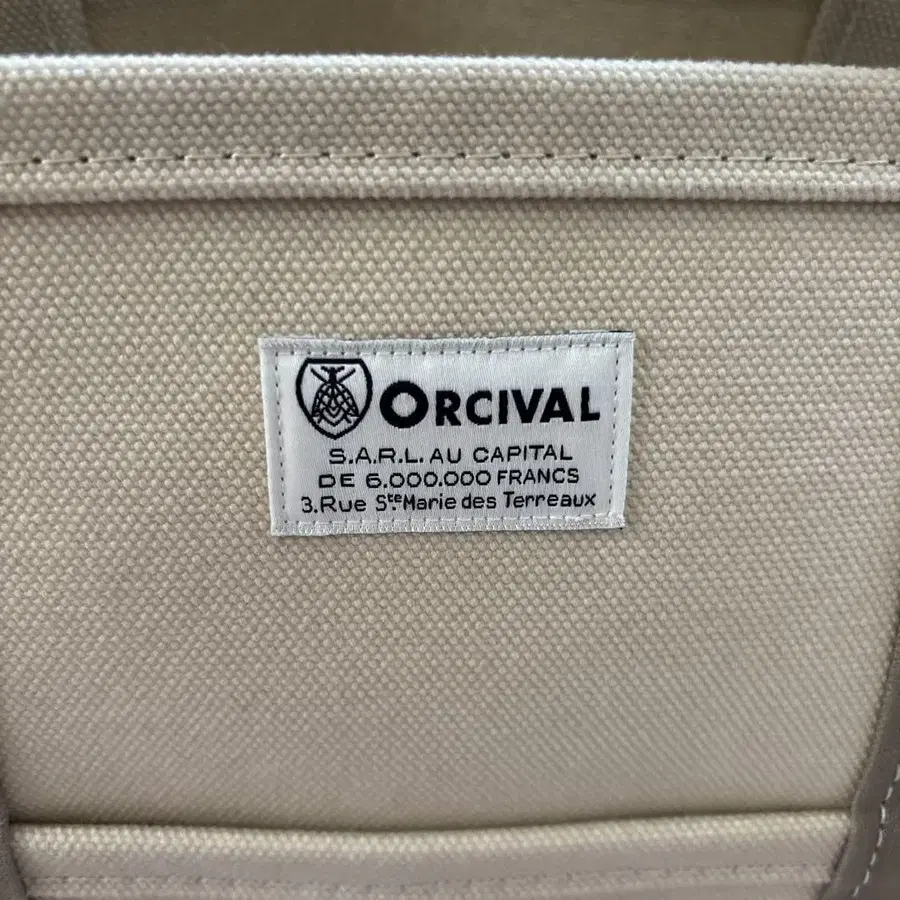 ORCIVAL
S.A.R.L. AU CAPITAL
DE 6.000.000 FRANCS
3.Rue Ste.Marie des Terreaux